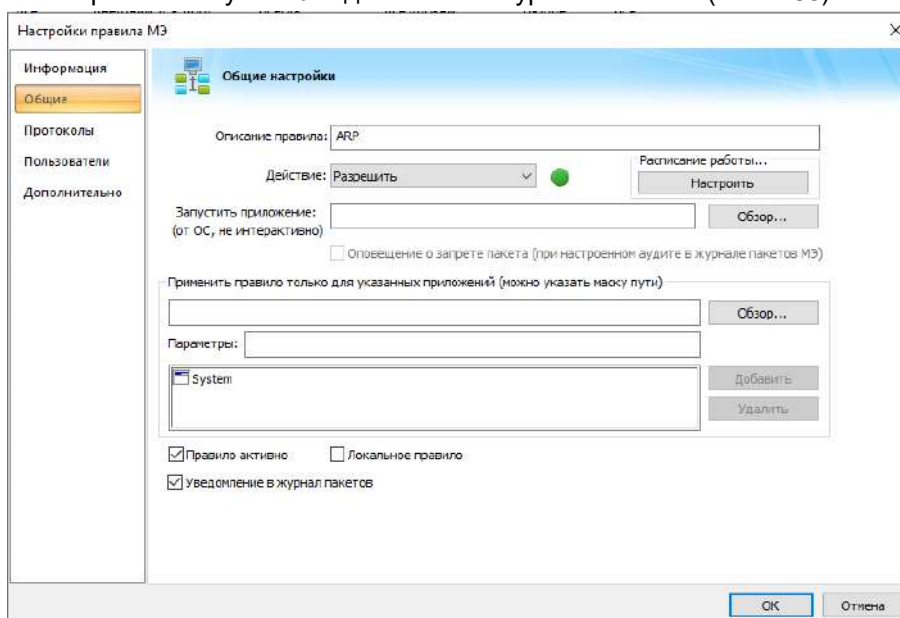 Настройки правила МЭ
Информация
Общие
Протоколы
Пользователи
Дополнительно
Общие настройки
Описание правила: ARP
Действие: Разрешить
Расписание работы...
Настроить
Запустить приложение:
(от ОС, не интерактивно)
Обзор...
Оповещение о запрете пакета (при настроенном аудите в журнале пакетов МЭ)
Применить правило только для указанных приложений (можно указать маску пути)
Обзор...
Параметры:
System
Добавить
Удалить
Правило активно
Локальное правило
Уведомление в журнал пакетов
ОК
Отмена